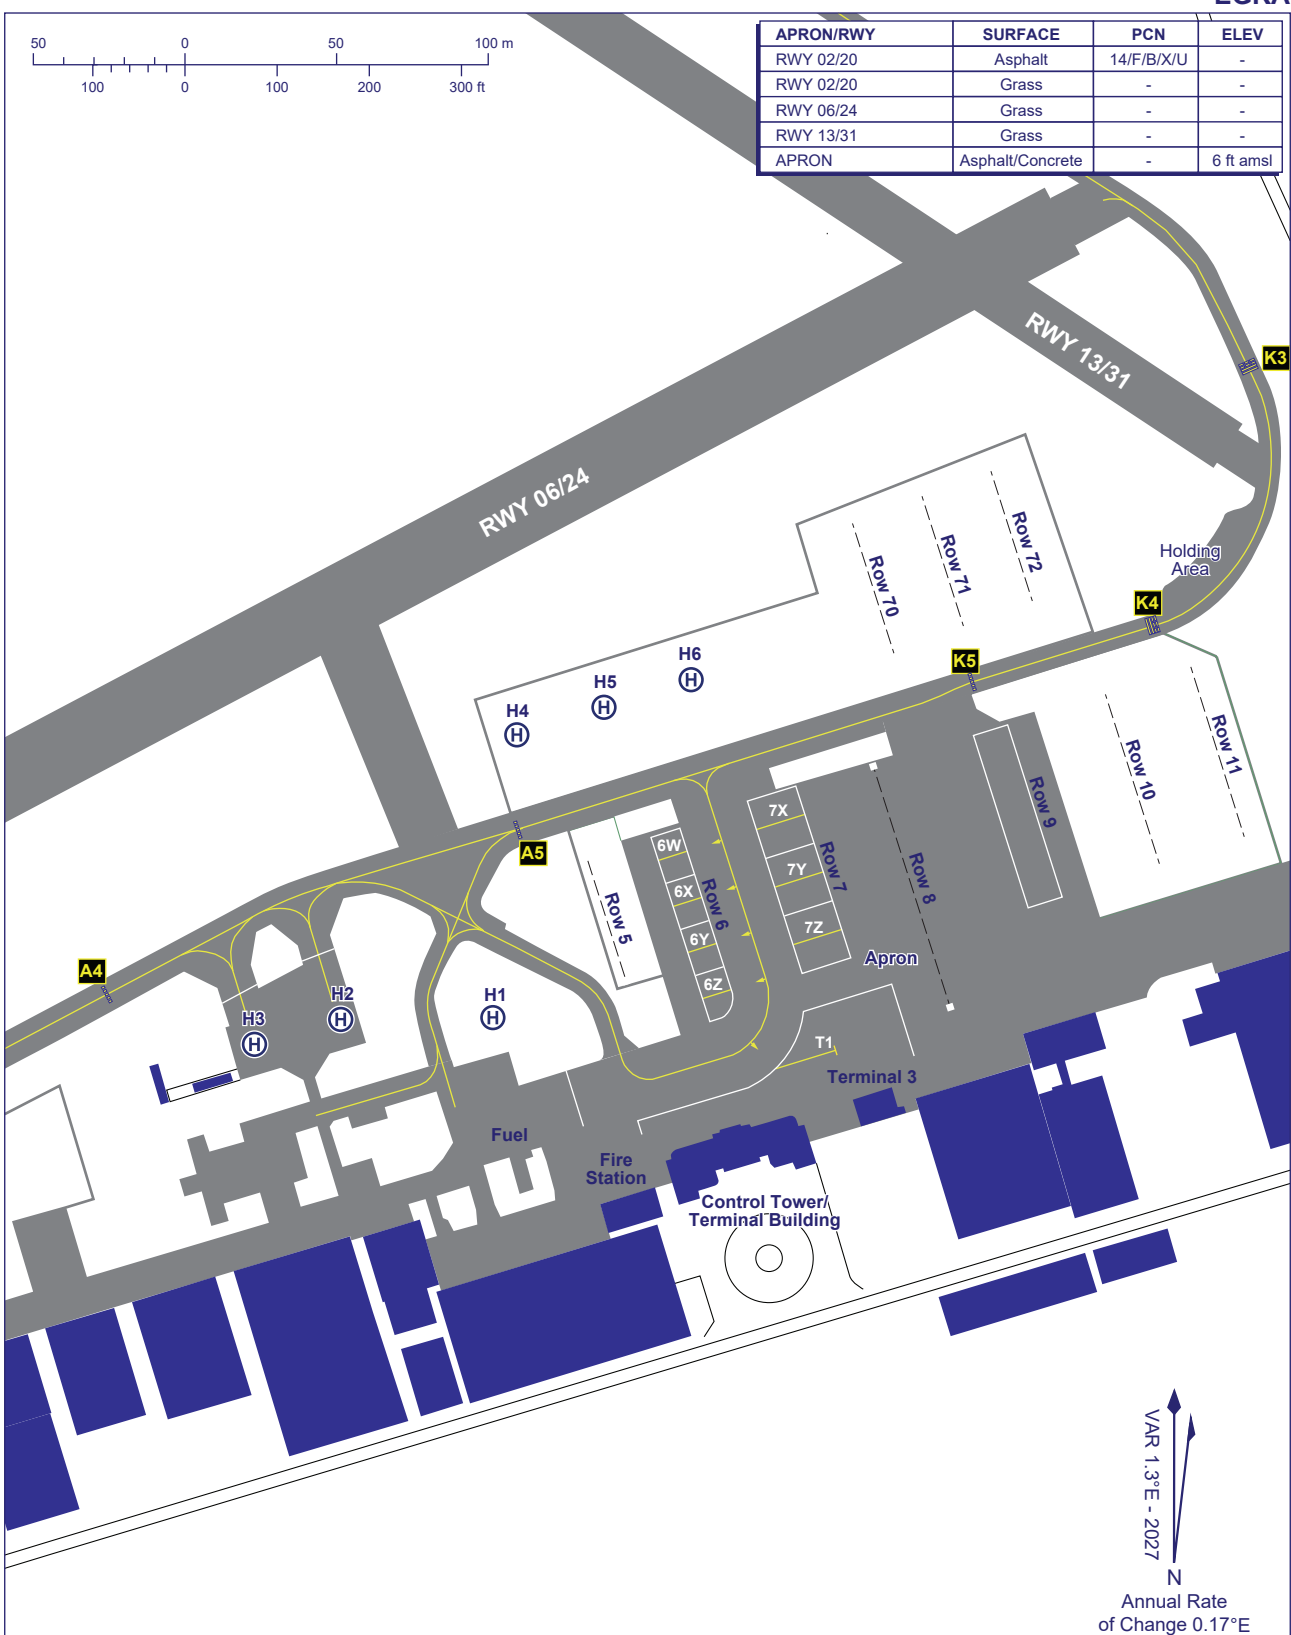 50 0 50 100 m
100 0 100 200 300 ft
APRON/RWY SURFACE PCN ELEV
RWY 02/20 Asphalt 14/F/B/X/U -
RWY 02/20 Grass - -
RWY 06/24 Grass - -
RWY 13/31 Grass - -
APRON Asphalt/Concrete - 6 ft amsl
RWY 13/31
K3
RWY 06/24
Row 70
Row 71
Row 72
Holding
Area
K4
K5
H6
H5
H4
Row 11
Row 10
Row 9
Row 8
Row 7
7X
7Y
7Z
Row 6
6W
6X
6Y
6Z
Row 5
A5
A4
Apron
H1
H2
H3
T1
Terminal 3
Fuel
Fire
Station
Control Tower/
Terminal Building
VAR 1.3°E - 2027
N
Annual Rate
of Change 0.17°E